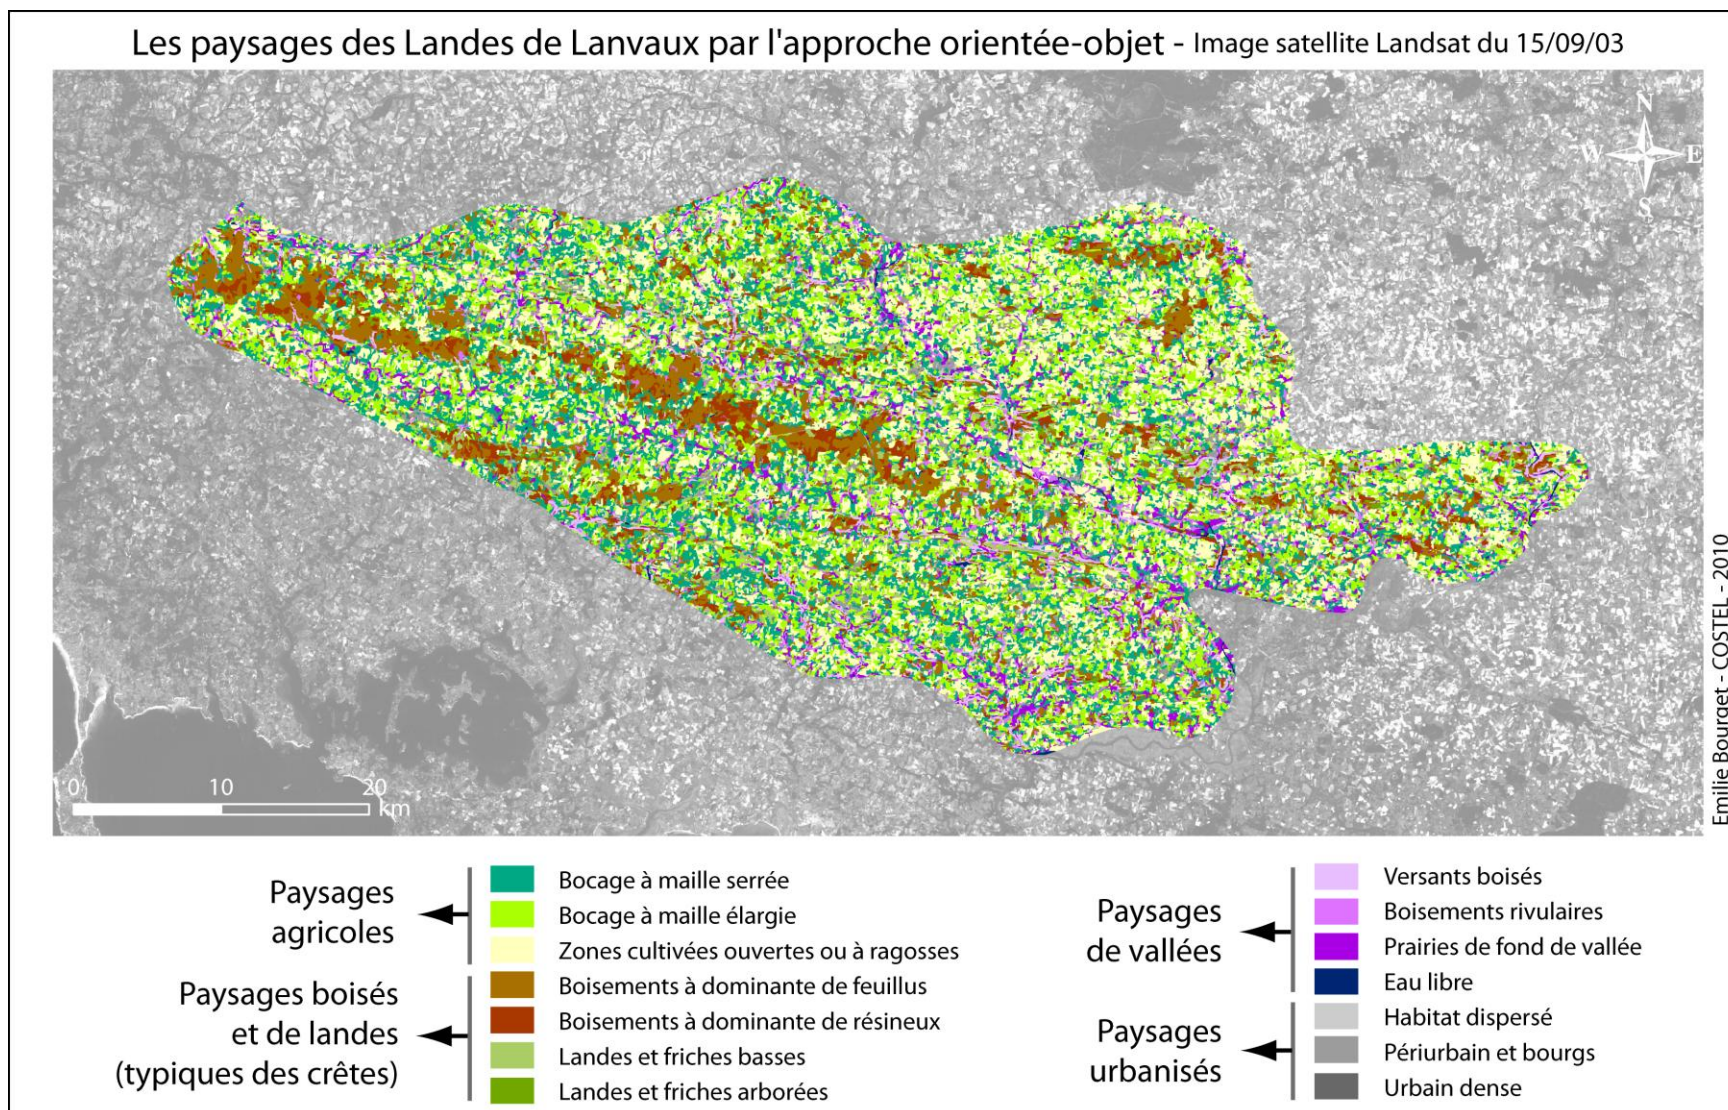 Les paysages des Landes de Lanvaux par l'approche orientée-objet - Image satellite Landsat du 15/09/03
N
W E
S
0 10 20
km
Emilie Bourget - COSTEL - 2010
Paysages
agricoles
Bocage à maille serrée
Bocage à maille élargie
Zones cultivées ouvertes ou à ragosses
Paysages boisés
et de landes
(typiques des crêtes)
Boisements à dominante de feuillus
Boisements à dominante de résineux
Landes et friches basses
Landes et friches arborées
Paysages
de vallées
Versants boisés
Boisements rivulaires
Prairies de fond de vallée
Eau libre
Paysages
urbanisés
Habitat dispersé
Périurbain et bourgs
Urbain dense